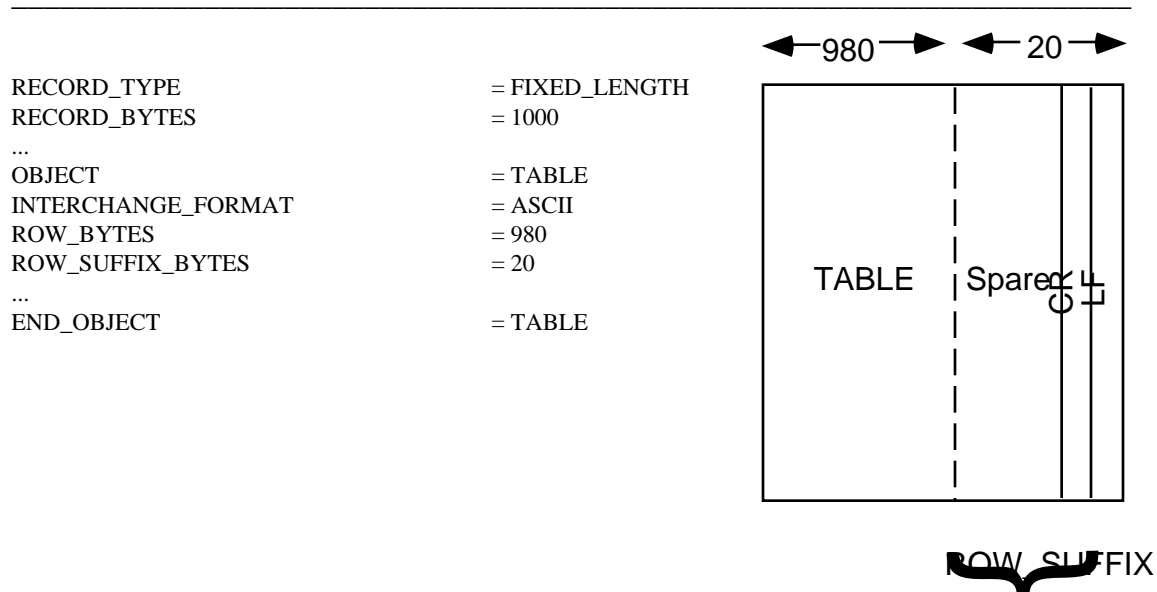 980 20
RECORD_TYPE = FIXED_LENGTH
RECORD_BYTES = 1000
...
OBJECT = TABLE
INTERCHANGE_FORMAT = ASCII
ROW_BYTES = 980
ROW_SUFFIX_BYTES = 20
...
END_OBJECT = TABLE
TABLE Spare CR LF
ROW_SUFFIX